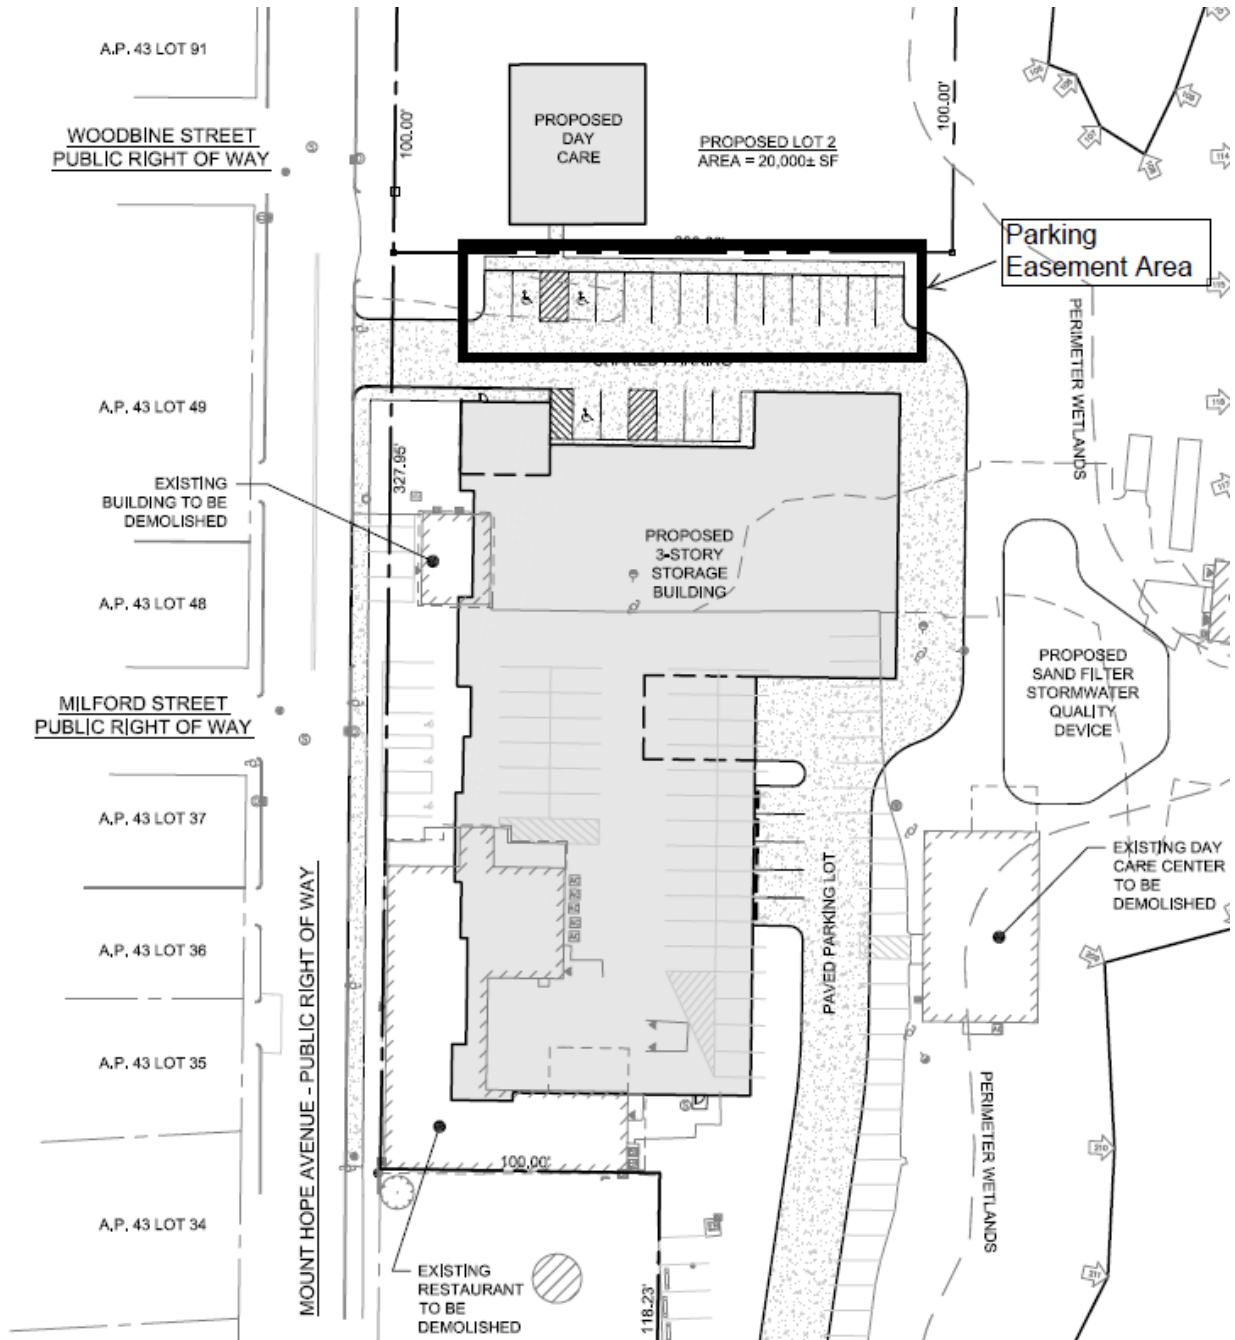 A.P. 43 LOT 91
WOODBINE STREET
PUBLIC RIGHT OF WAY
100.00'
PROPOSED
DAY
CARE
PROPOSED LOT 2
AREA = 20,000± SF
100.00'
Parking
Easement Area
PERIMETER WETLANDS
A.P. 43 LOT 49
327.95'
EXISTING
BUILDING TO BE
DEMOLISHED
PROPOSED
3-STORY
STORAGE
BUILDING
A.P. 43 LOT 48
MILFORD STREET
PUBLIC RIGHT OF WAY
PROPOSED
SAND FILTER
STORMWATER
QUALITY
DEVICE
A.P. 43 LOT 37
MOUNT HOPE AVENUE - PUBLIC RIGHT OF WAY
PAVED PARKING LOT
EXISTING DAY
CARE CENTER
TO BE
DEMOLISHED
A.P. 43 LOT 36
A.P. 43 LOT 35
PERIMETER WETLANDS
100.00'
A.P. 43 LOT 34
EXISTING
RESTAURANT
TO BE
DEMOLISHED
118.23'
114
115
116
210
211